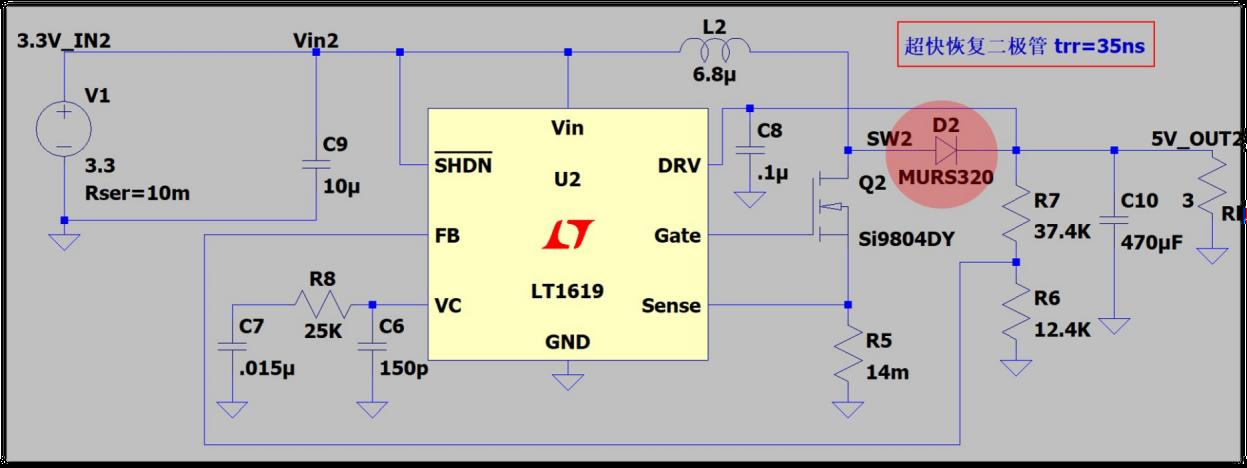 3.3V_IN2
Vin2
L2
6.8µ
超快恢复二极管 trr=35ns
V1
3.3
Rser=10m
C9
10µ
Vin
SHDN
U2
DRV
C8
.1µ
SW2
D2
MURS320
5V_OUT2
Q2
Si9804DY
R7
37.4K
C10
470µF
3
FB
Gate
LT1619
R8
25K
VC
Sense
R6
12.4K
C7
.015µ
C6
150p
GND
R5
14m